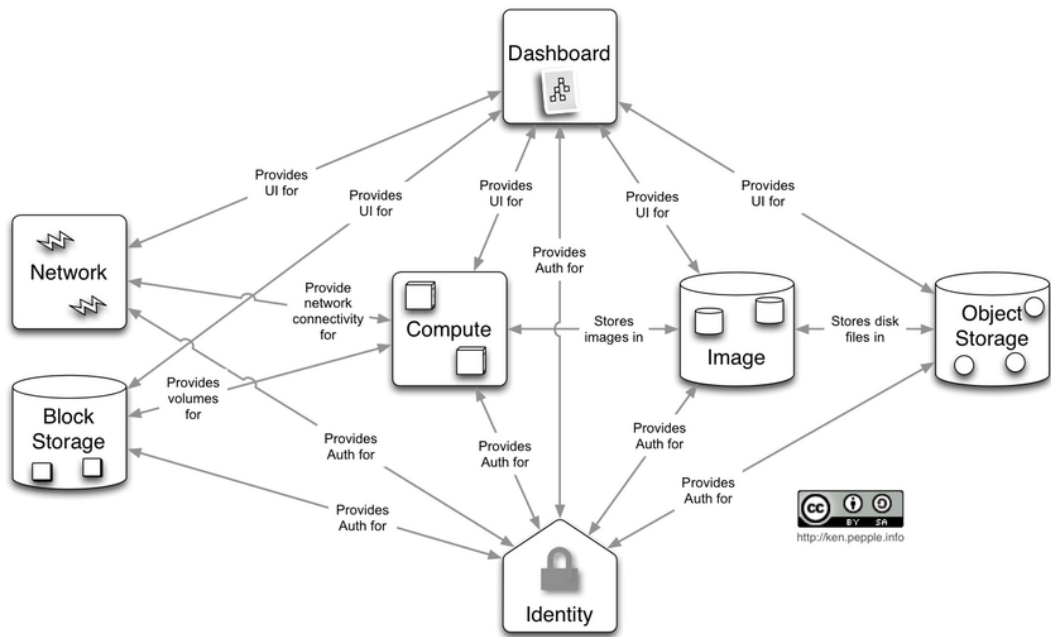 Dashboard
Provides
UI for
Provides
UI for
Provides
UI for
Provides
UI for
Provides
UI for
Provides
Auth for
Network
Provide
network
connectivity
for
Compute
Stores
images in
Image
Stores disk
files in
Object
Storage
Provides
volumes
for
Block
Storage
Provides
Auth for
Provides
Auth for
Provides
Auth for
Provides
Auth for
Provides
Auth for
Identity
cc
BY SA
http://ken.pepple.info